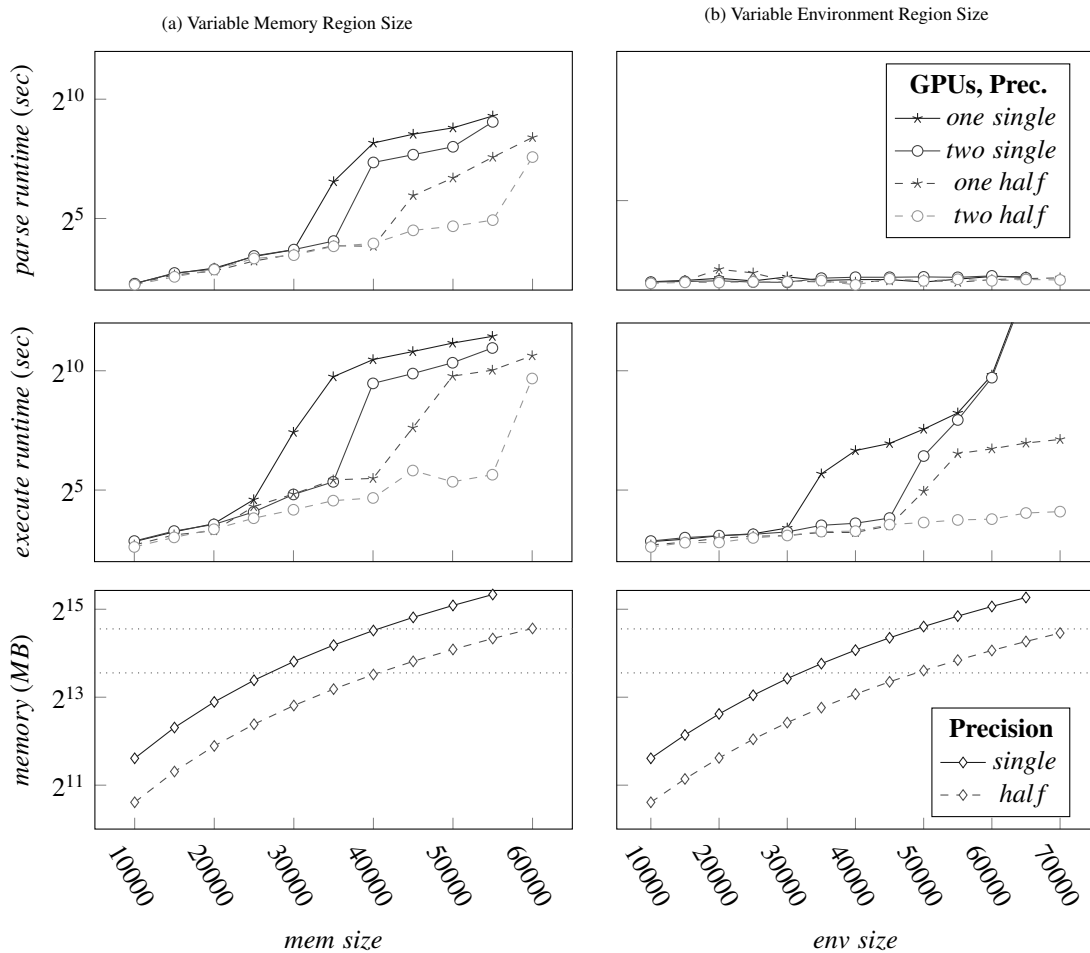 (a) Variable Memory Region Size
(b) Variable Environment Region Size
parse runtime (sec)
2^10
2^5
GPUs, Prec.
one single
two single
one half
two half
execute runtime (sec)
2^10
2^5
memory (MB)
2^15
2^13
2^11
Precision
single
half
10000
20000
30000
40000
50000
60000
mem size
10000
20000
30000
40000
50000
60000
70000
env size